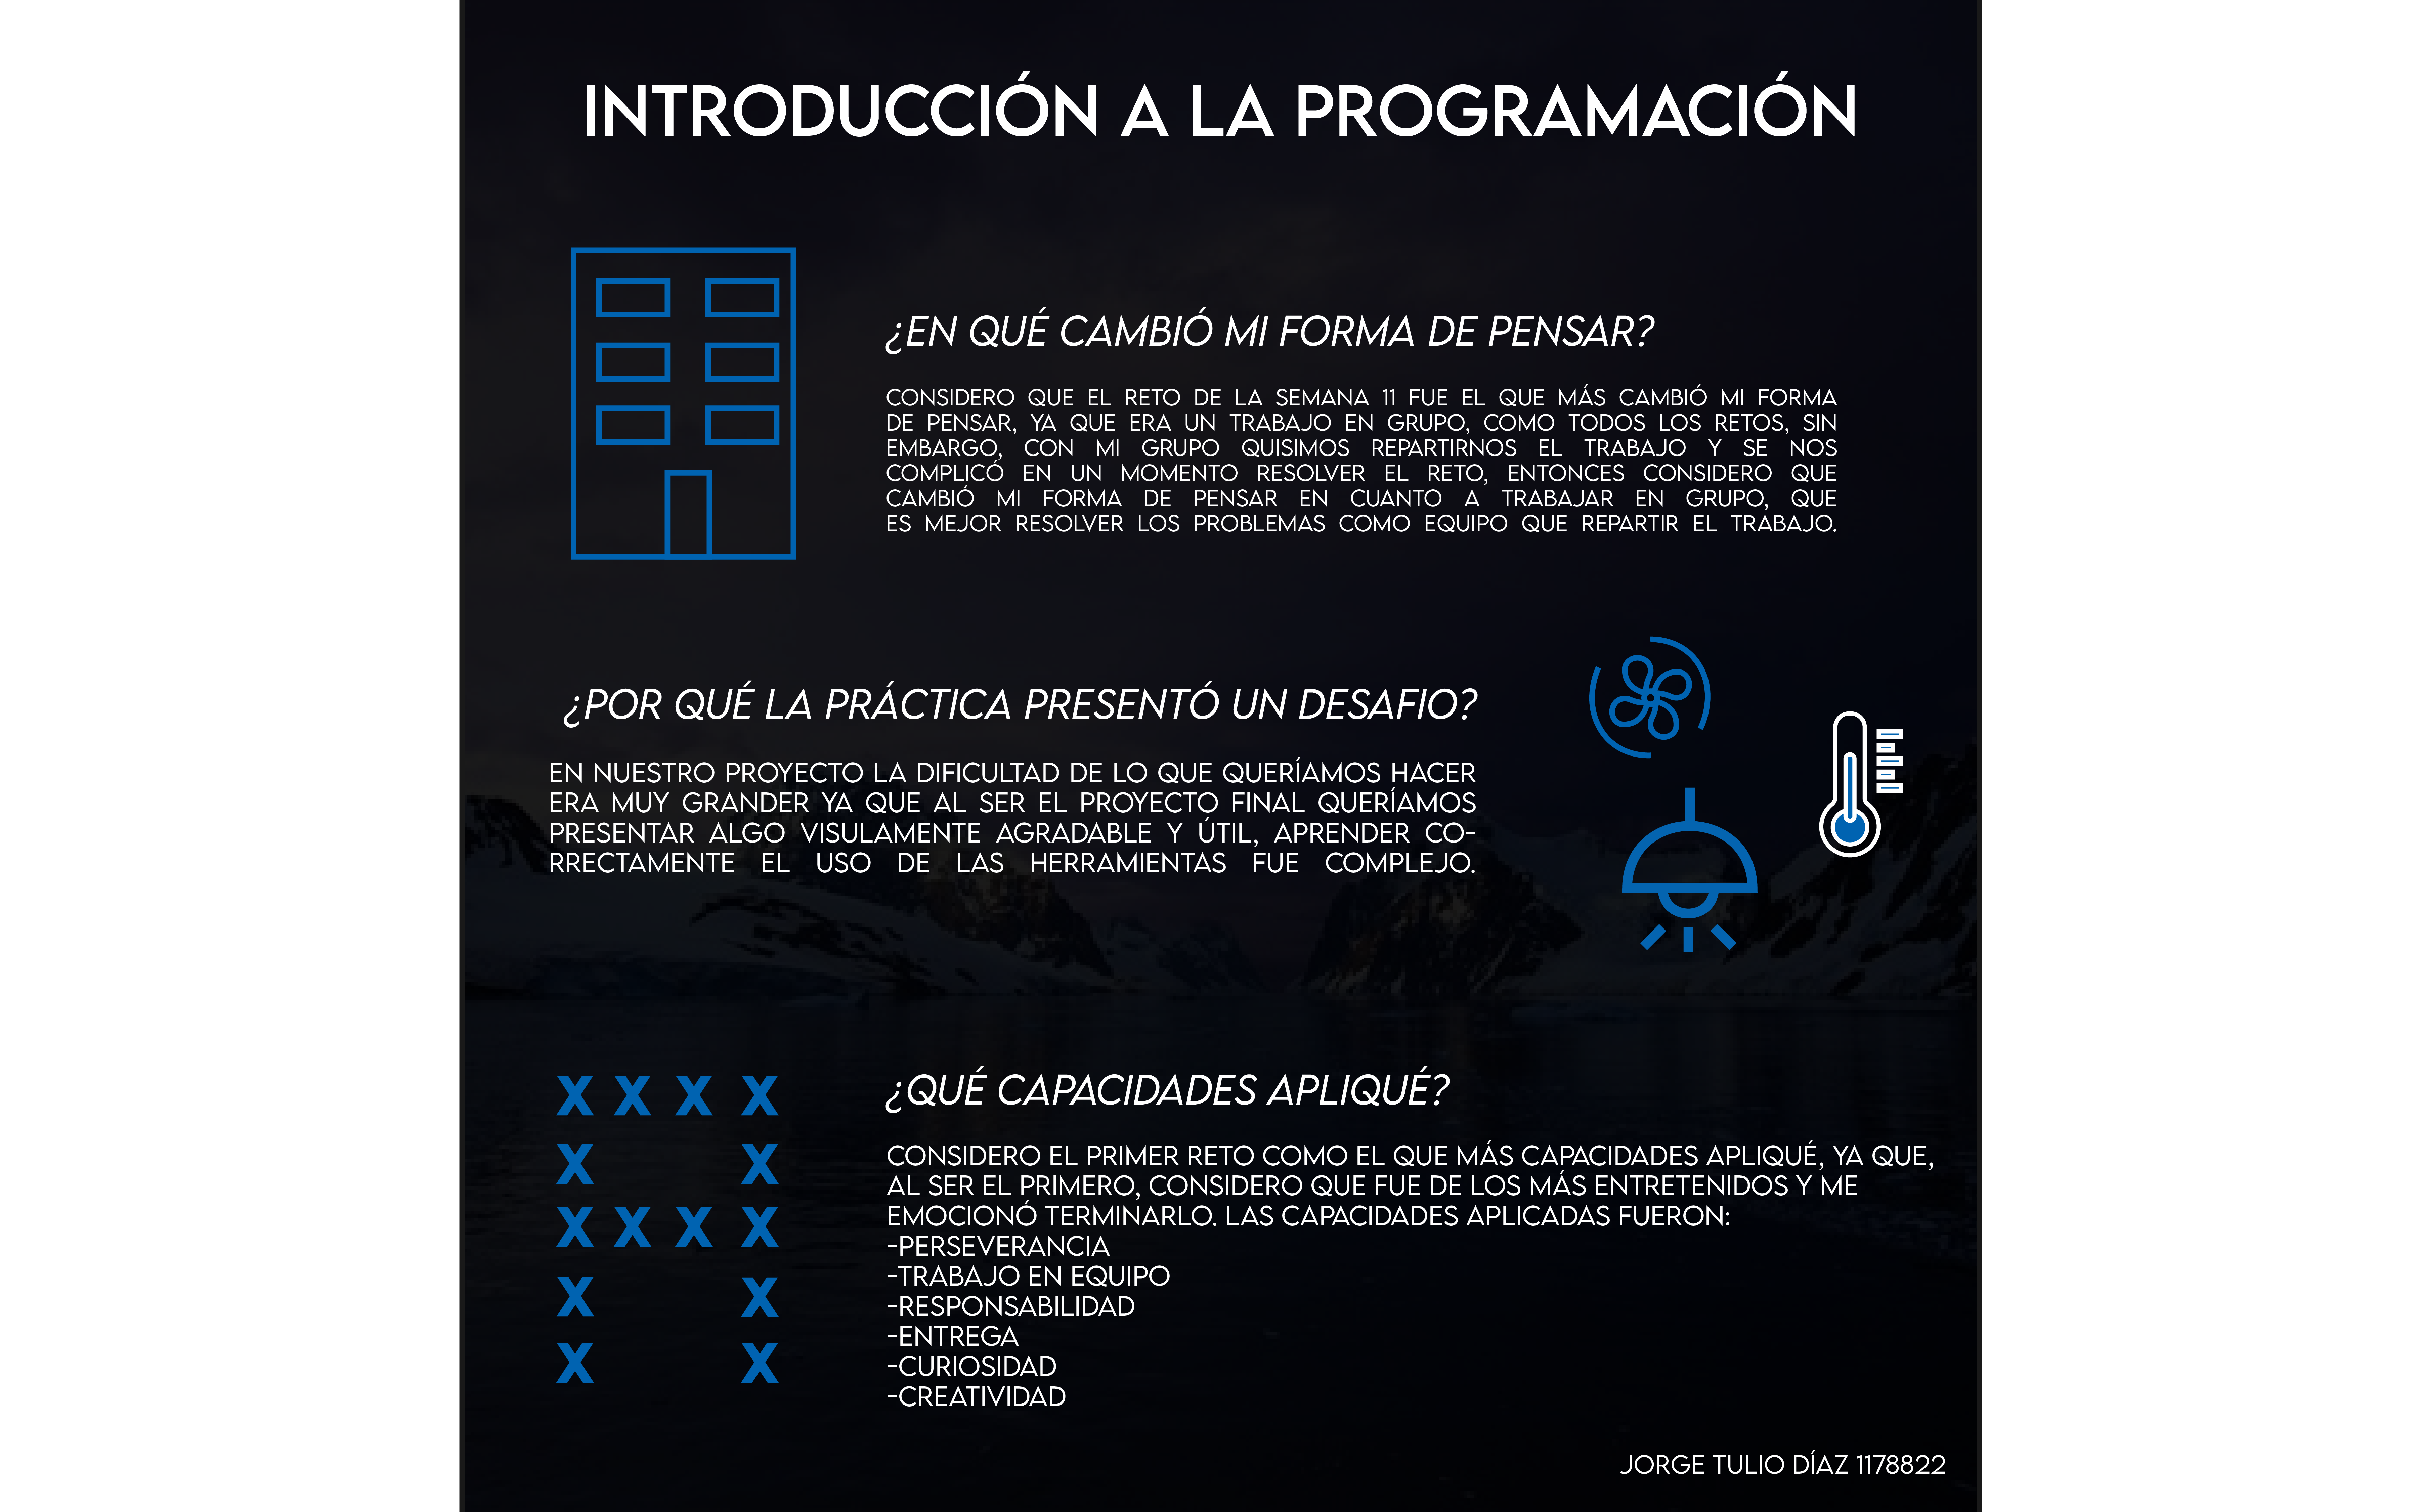 INTRODUCCIÓN A LA PROGRAMACIÓN
¿EN QUÉ CAMBIÓ MI FORMA DE PENSAR?
CONSIDERO QUE EL RETO DE LA SEMANA 11 FUE EL QUE MÁS CAMBIÓ MI FORMA
DE PENSAR, YA QUE ERA UN TRABAJO EN GRUPO, COMO TODOS LOS RETOS, SIN
EMBARGO, CON MI GRUPO QUISIMOS REPARTIRNOS EL TRABAJO Y SE NOS
COMPLICÓ EN UN MOMENTO RESOLVER EL RETO, ENTONCES CONSIDERO QUE
CAMBIÓ MI FORMA DE PENSAR EN CUANTO A TRABAJAR EN GRUPO, QUE
ES MEJOR RESOLVER LOS PROBLEMAS COMO EQUIPO QUE REPARTIR EL TRABAJO.
¿POR QUÉ LA PRÁCTICA PRESENTÓ UN DESAFIO?
EN NUESTRO PROYECTO LA DIFICULTAD DE LO QUE QUERÍAMOS HACER
ERA MUY GRANDER YA QUE AL SER EL PROYECTO FINAL QUERÍAMOS
PRESENTAR ALGO VISULAMENTE AGRADABLE Y ÚTIL, APRENDER CO-
RRECTAMENTE EL USO DE LAS HERRAMIENTAS FUE COMPLEJO.
X X X X
X X
X X X X
X X
X X
¿QUÉ CAPACIDADES APLIQUÉ?
CONSIDERO EL PRIMER RETO COMO EL QUE MÁS CAPACIDADES APLIQUÉ, YA QUE,
AL SER EL PRIMERO, CONSIDERO QUE FUE DE LOS MÁS ENTRETENIDOS Y ME
EMOCIONÓ TERMINARLO. LAS CAPACIDADES APLICADAS FUERON:
-PERSEVERANCIA
-TRABAJO EN EQUIPO
-RESPONSABILIDAD
-ENTREGA
-CURIOSIDAD
-CREATIVIDAD
JORGE TULIO DÍAZ 1178822